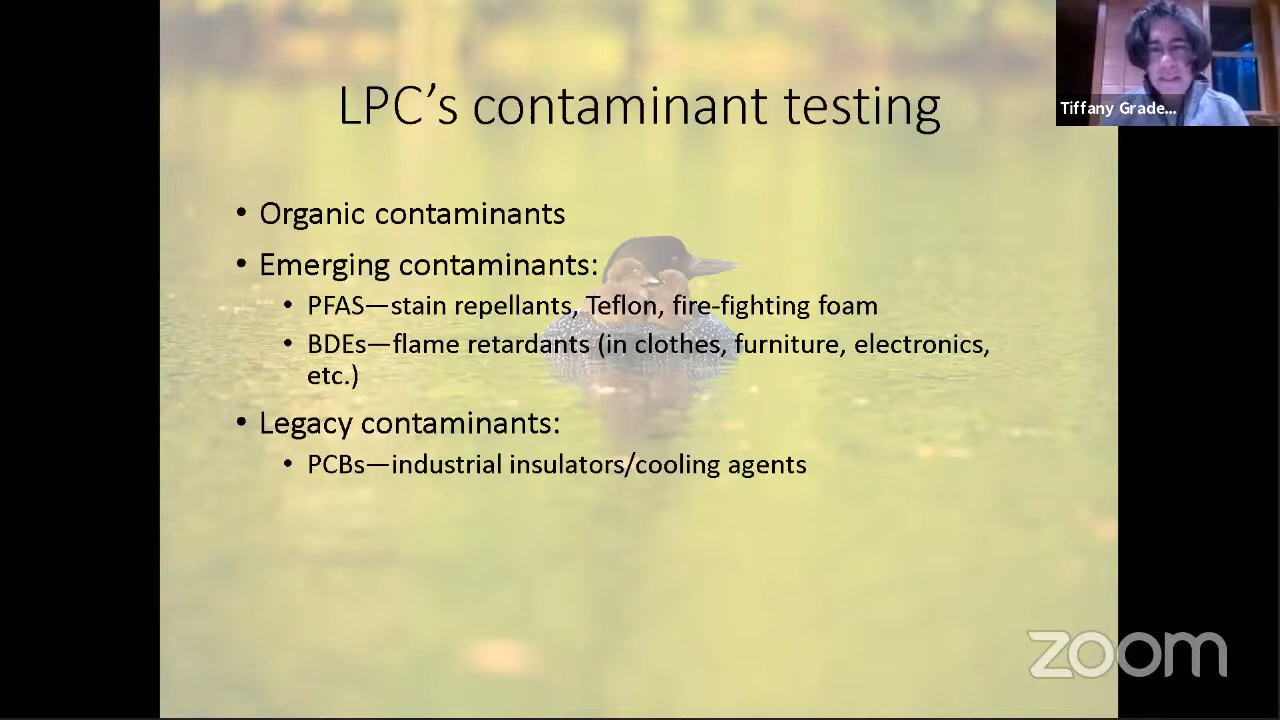 LPC's contaminant testing
Tiffany Grade...
• Organic contaminants
• Emerging contaminants:
• PFAS—stain repellants, Teflon, fire-fighting foam
• BDEs—flame retardants (in clothes, furniture, electronics,
etc.)
• Legacy contaminants:
• PCBs—industrial insulators/cooling agents
zoom